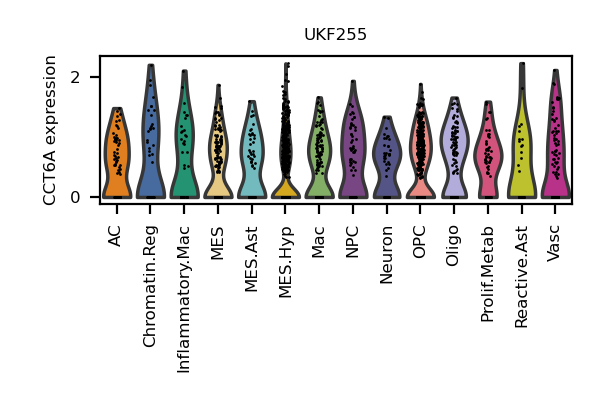 UKF255
CCT6A expression
2
0
AC
Chromatin.Reg
Inflammatory.Mac
MES
MES.Ast
MES.Hyp
Mac
NPC
Neuron
OPC
Oligo
Prolif.Metab
Reactive.Ast
Vasc